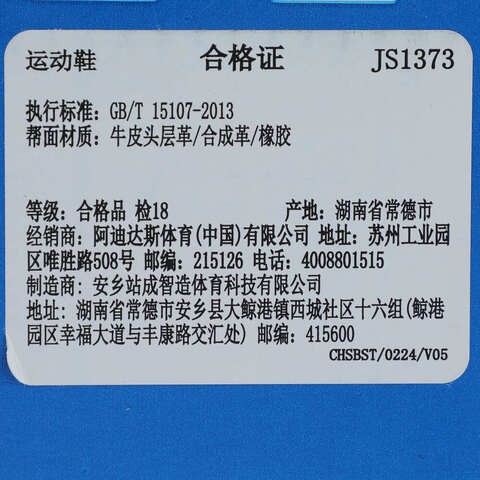 运动鞋 合格证 JS1373
执行标准: GB/T 15107-2013
帮面材质: 牛皮头层革/合成革/橡胶
等级: 合格品 检18 产地: 湖南省常德市
经销商: 阿迪达斯体育(中国)有限公司 地址: 苏州工业园
区唯胜路508号 邮编: 215126 电话: 4008801515
制造商: 安乡站成智造体育科技有限公司
地址: 湖南省常德市安乡县大鲸港镇西城社区十六组(鲸港
园区幸福大道与丰康路交汇处) 邮编: 415600
CHSBST/0224/V05